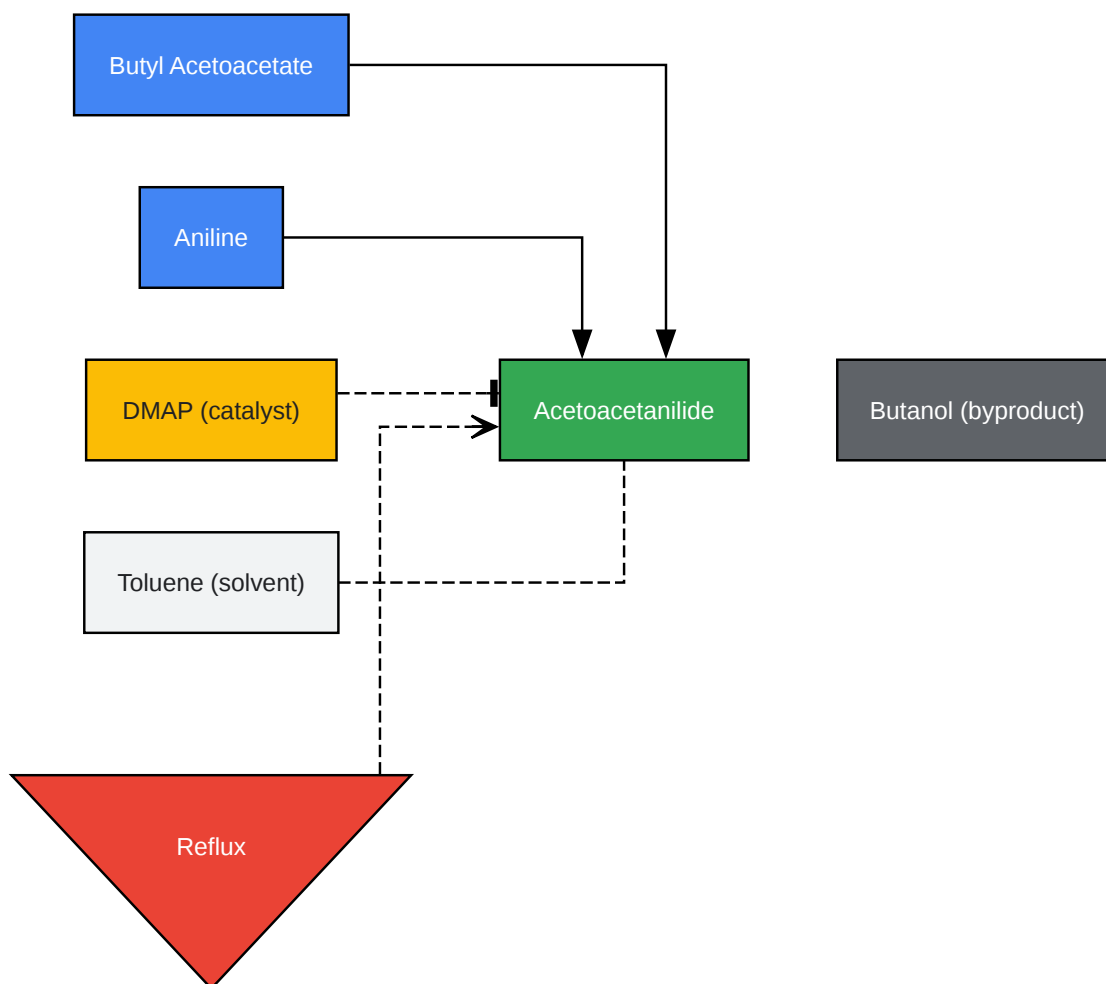 Butyl Acetoacetate
Aniline
DMAP (catalyst)
Acetoacetanilide
Butanol (byproduct)
Toluene (solvent)
Reflux